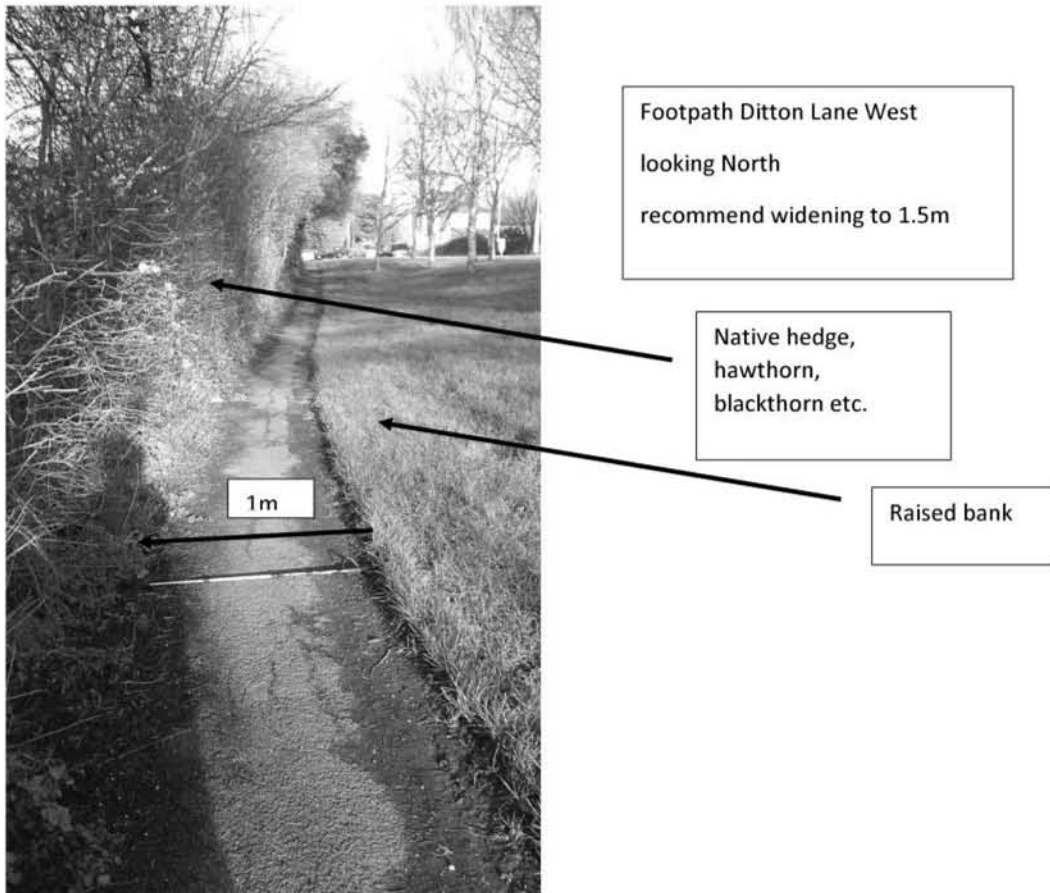 Footpath Ditton Lane West
looking North
recommend widening to 1.5m
Native hedge,
hawthorn,
blackthorn etc.
1m
Raised bank